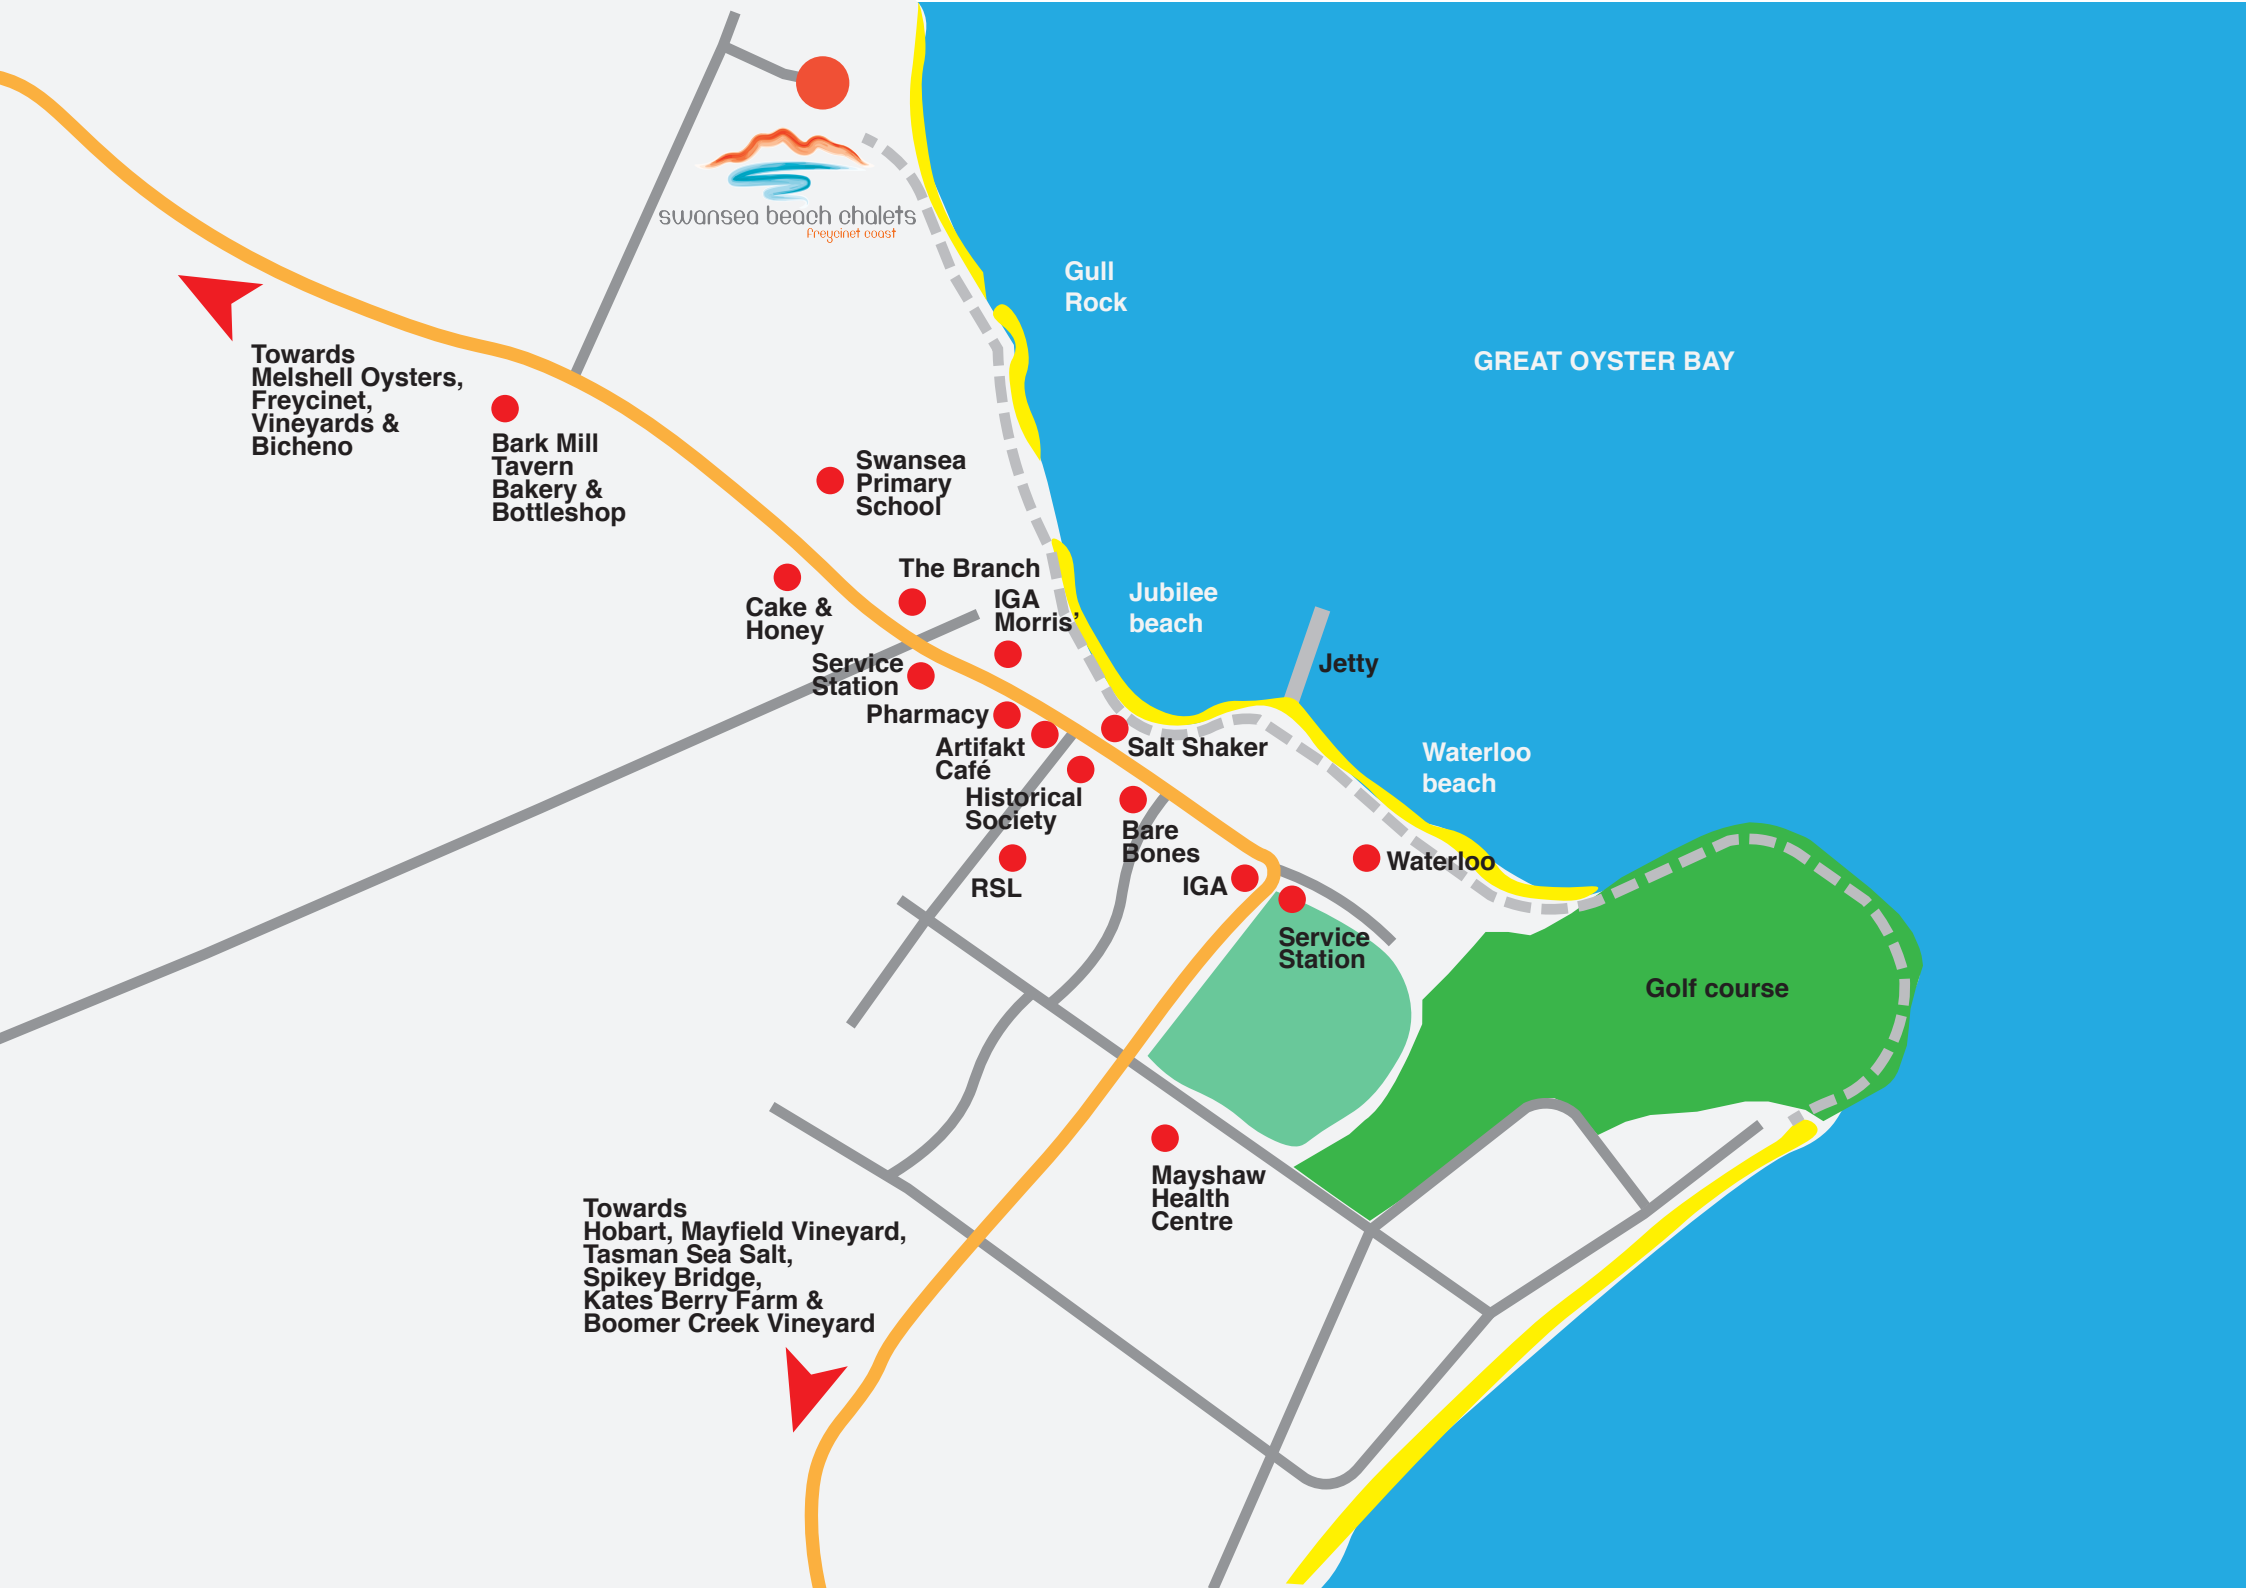 swansea beach chalets
freycinet coast
Gull
Rock
GREAT OYSTER BAY
Towards
Melshell Oysters,
Freycinet,
Vineyards &
Bicheno
Bark Mill
Tavern
Bakery &
Bottleshop
Swansea
Primary
School
The Branch
Cake &
Honey
IGA
Morris'
Jubilee
beach
Service
Station
Jetty
Pharmacy
Artifakt
Café
Salt Shaker
Waterloo
beach
Historical
Society
Bare
Bones
Waterloo
RSL
IGA
Service
Station
Golf course
Mayshaw
Health
Centre
Towards
Hobart, Mayfield Vineyard,
Tasman Sea Salt,
Spikey Bridge,
Kates Berry Farm &
Boomer Creek Vineyard